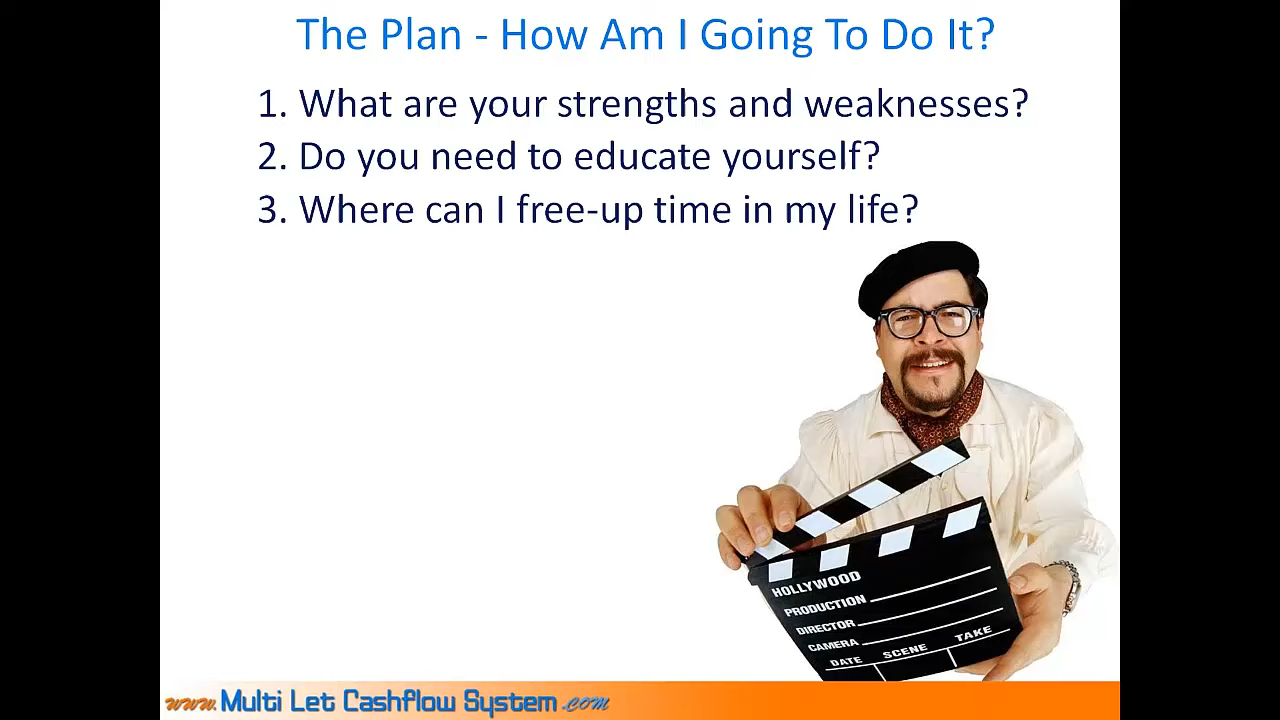 The Plan - How Am I Going To Do It?
1. What are your strengths and weaknesses?
2. Do you need to educate yourself?
3. Where can I free-up time in my life?
HOLLYWOOD
PRODUCTION
DIRECTOR
CAMERA
DATE SCENE TAKE
www.Multi Let Cashflow System.com